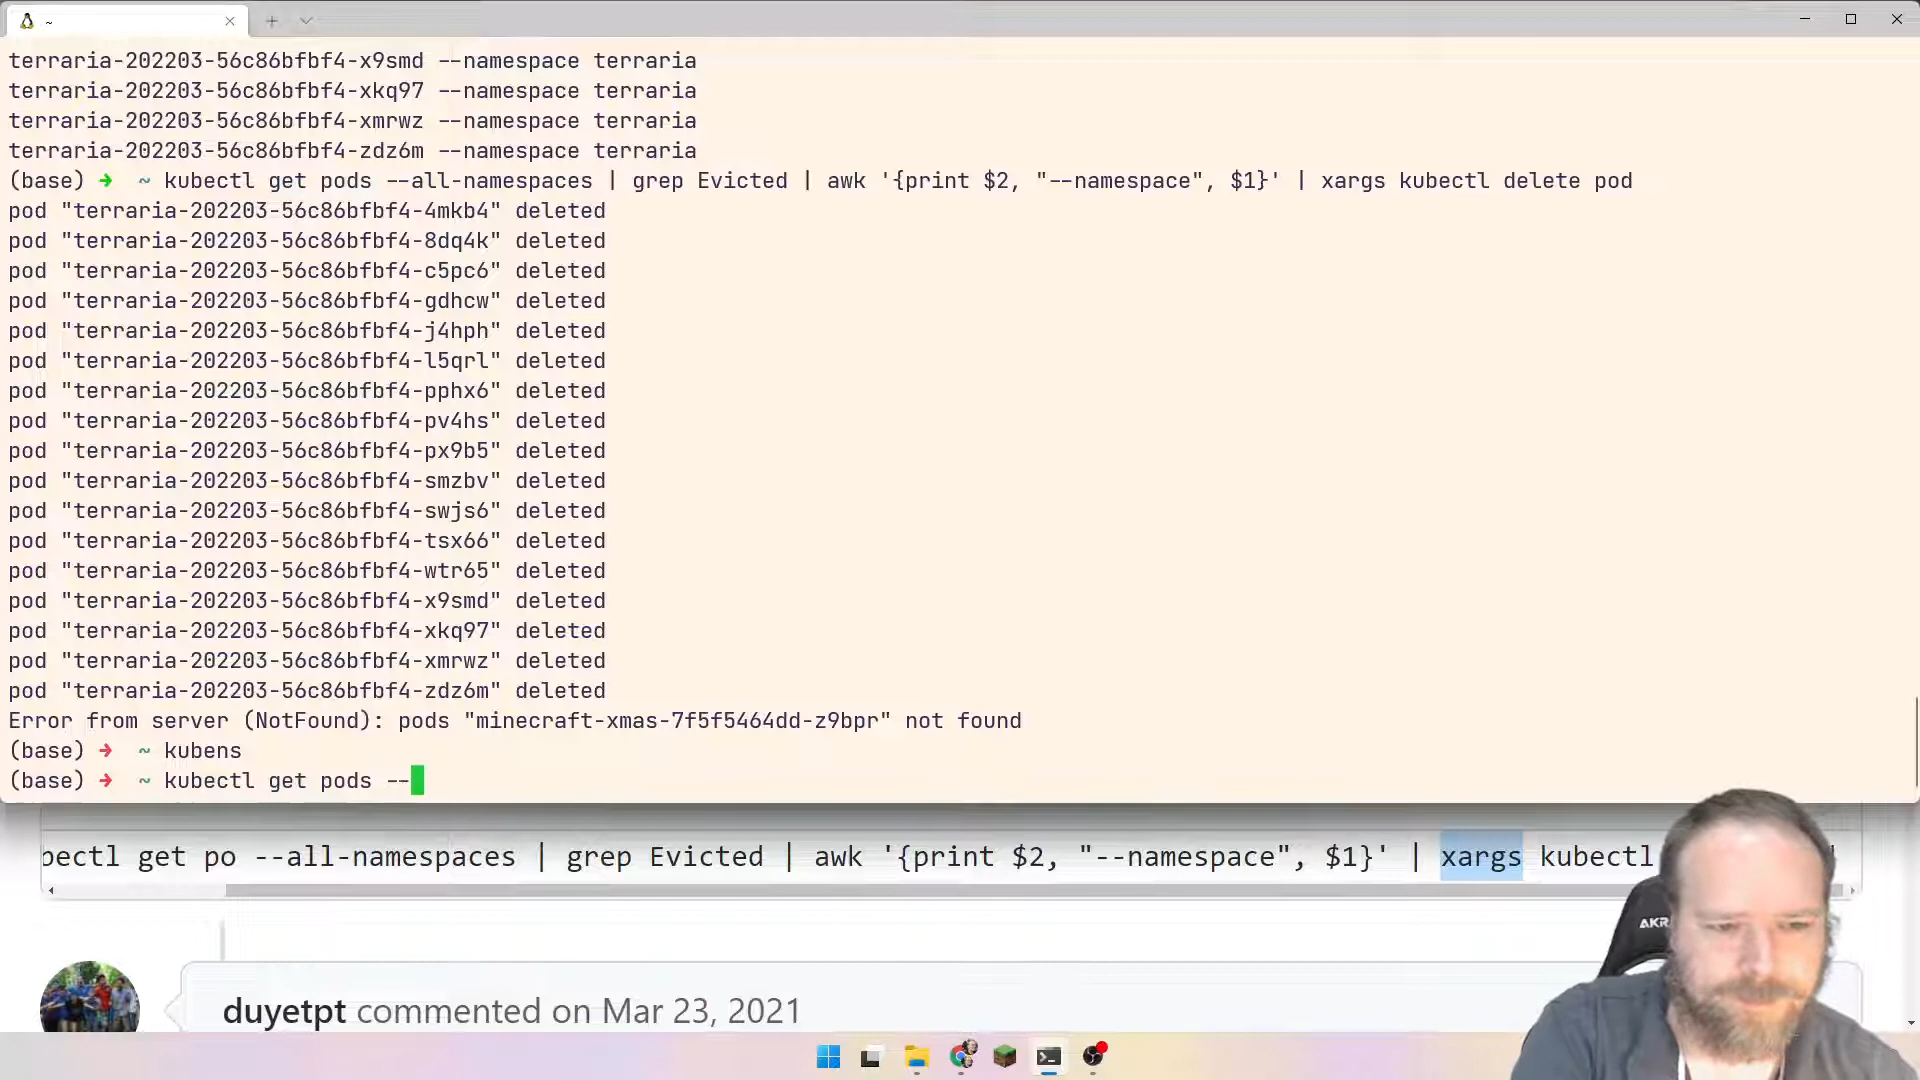 ~
terraria-202203-56c86bfbf4-x9smd --namespace terraria
terraria-202203-56c86bfbf4-xkq97 --namespace terraria
terraria-202203-56c86bfbf4-xmrwz --namespace terraria
terraria-202203-56c86bfbf4-zdz6m --namespace terraria
(base) ➜ ~ kubectl get pods --all-namespaces | grep Evicted | awk '{print $2, "--namespace", $1}' | xargs kubectl delete pod
pod "terraria-202203-56c86bfbf4-4mkb4" deleted
pod "terraria-202203-56c86bfbf4-8dq4k" deleted
pod "terraria-202203-56c86bfbf4-c5pc6" deleted
pod "terraria-202203-56c86bfbf4-gdhcw" deleted
pod "terraria-202203-56c86bfbf4-j4hph" deleted
pod "terraria-202203-56c86bfbf4-l5qrl" deleted
pod "terraria-202203-56c86bfbf4-pphx6" deleted
pod "terraria-202203-56c86bfbf4-pv4hs" deleted
pod "terraria-202203-56c86bfbf4-px9b5" deleted
pod "terraria-202203-56c86bfbf4-smzbv" deleted
pod "terraria-202203-56c86bfbf4-swjs6" deleted
pod "terraria-202203-56c86bfbf4-tsx66" deleted
pod "terraria-202203-56c86bfbf4-wtr65" deleted
pod "terraria-202203-56c86bfbf4-x9smd" deleted
pod "terraria-202203-56c86bfbf4-xkq97" deleted
pod "terraria-202203-56c86bfbf4-xmrwz" deleted
pod "terraria-202203-56c86bfbf4-zdz6m" deleted
Error from server (NotFound): pods "minecraft-xmas-7f5f5464dd-z9bpr" not found
(base) ➜ ~ kubens
(base) ➜ ~ kubectl get pods --
bectl get po --all-namespaces | grep Evicted | awk '{print $2, "--namespace", $1}' | xargs kubectl
AKR
duyetpt commented on Mar 23, 2021